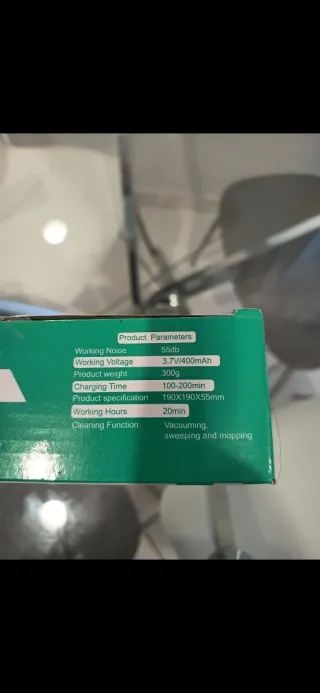 Product Parameters
Working Noise 55db
Working Voltage 3.7V/400mAh
Product weight 300g
Charging Time 100-200min
Product specification 190X190X55mm
Working Hours 20min
Cleaning Function Vacuuming,
sweeping and mopping